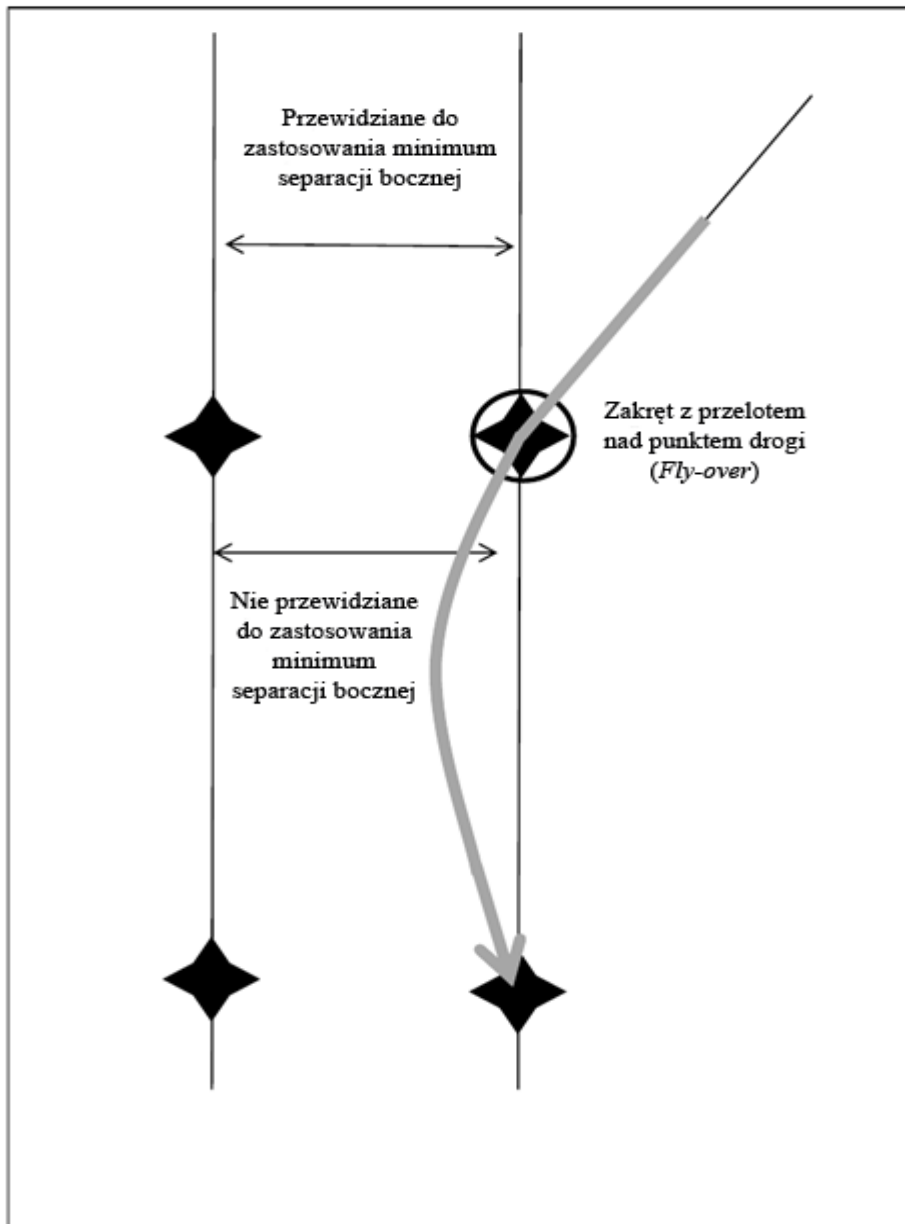 Przewidziane do
zastosowania minimum
separacji bocznej
Zakręt z przelotem
nad punktem drogi
(Fly-over)
Nie przewidziane
do zastosowania
minimum
separacji bocznej